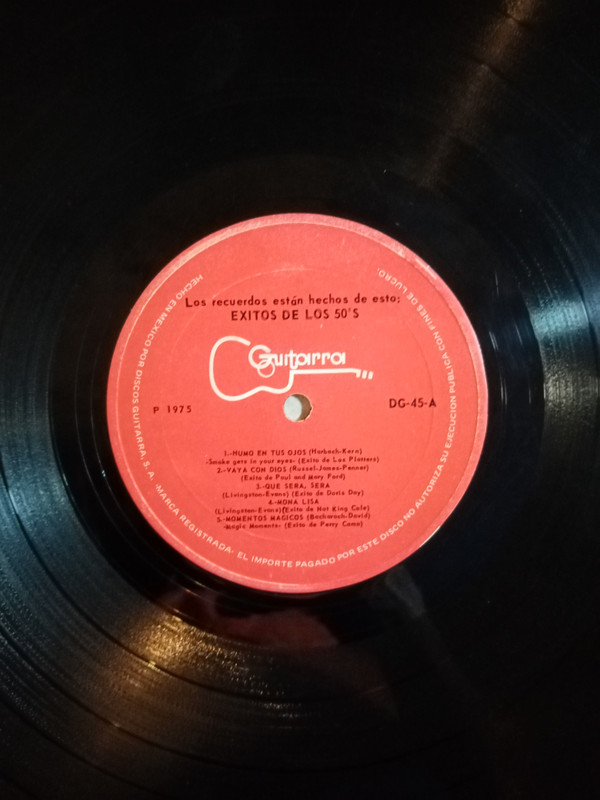 Los recuerdos están hechos de esto:
EXITOS DE LOS 50'S
Guitarra
P 1975
DG-45-A
1.-HUMO EN TUS OJOS (Harbach-Kern)
-Smoke gets in your eyes- (Exito de Los Platters)
2.-VAYA CON DIOS (Russel-James-Penner)
(Exito de Paul and Mary Ford)
3.-QUE SERA, SERA
(Livingston-Evans) (Exito de Doris Day)
4.-MONA LISA
(Livingston-Evans)(Exito de Nat King Cole)
5.-MOMENTOS MAGICOS (Bacharach-David)
-Magic Moments- (Exito de Perry Como)
HECHO EN MEXICO POR DISCOS GUITARRA, S. A. -MARCA REGISTRADA- EL IMPORTE PAGADO POR ESTE DISCO NO AUTORIZA SU EJECUCION PUBLICA CON FINES DE LUCRO.